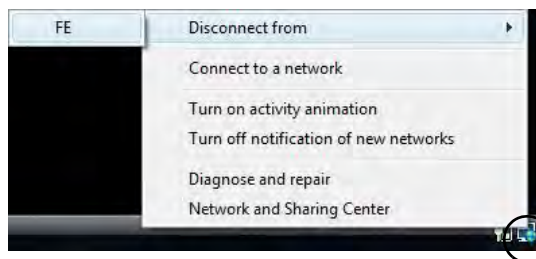 FE
Disconnect from
Connect to a network
Turn on activity animation
Turn off notification of new networks
Diagnose and repair
Network and Sharing Center